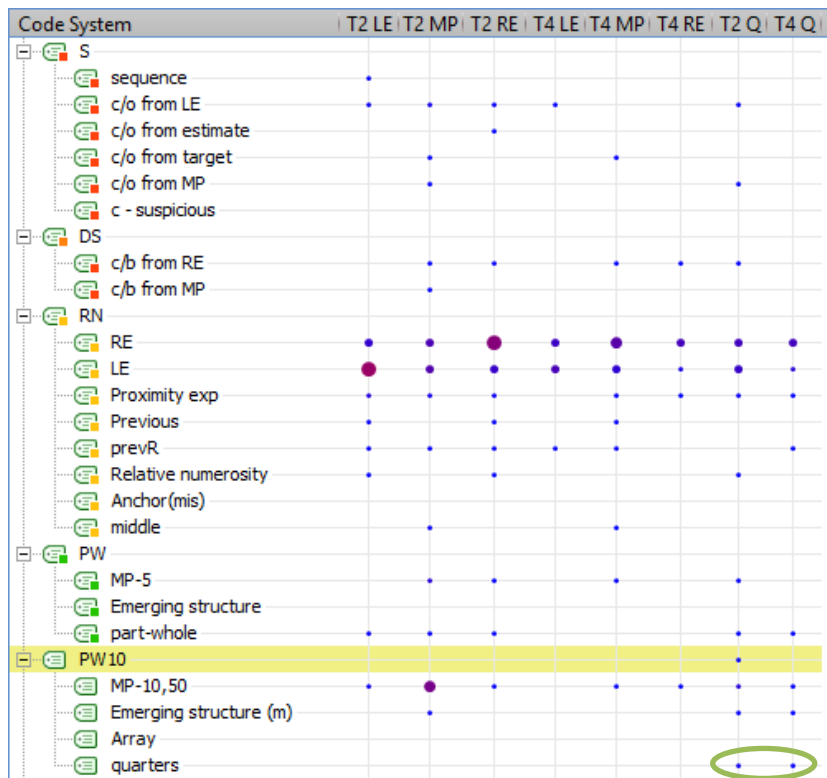 Code System T2 LE T2 MP T2 RE T4 LE T4 MP T4 RE T2 Q T4 Q
S
sequence
c/o from LE
c/o from estimate
c/o from target
c/o from MP
c - suspicious
DS
c/b from RE
c/b from MP
RN
RE
LE
Proximity exp
Previous
prevR
Relative numerosity
Anchor(mis)
middle
PW
MP-5
Emerging structure
part-whole
PW10
MP-10,50
Emerging structure (m)
Array
quarters